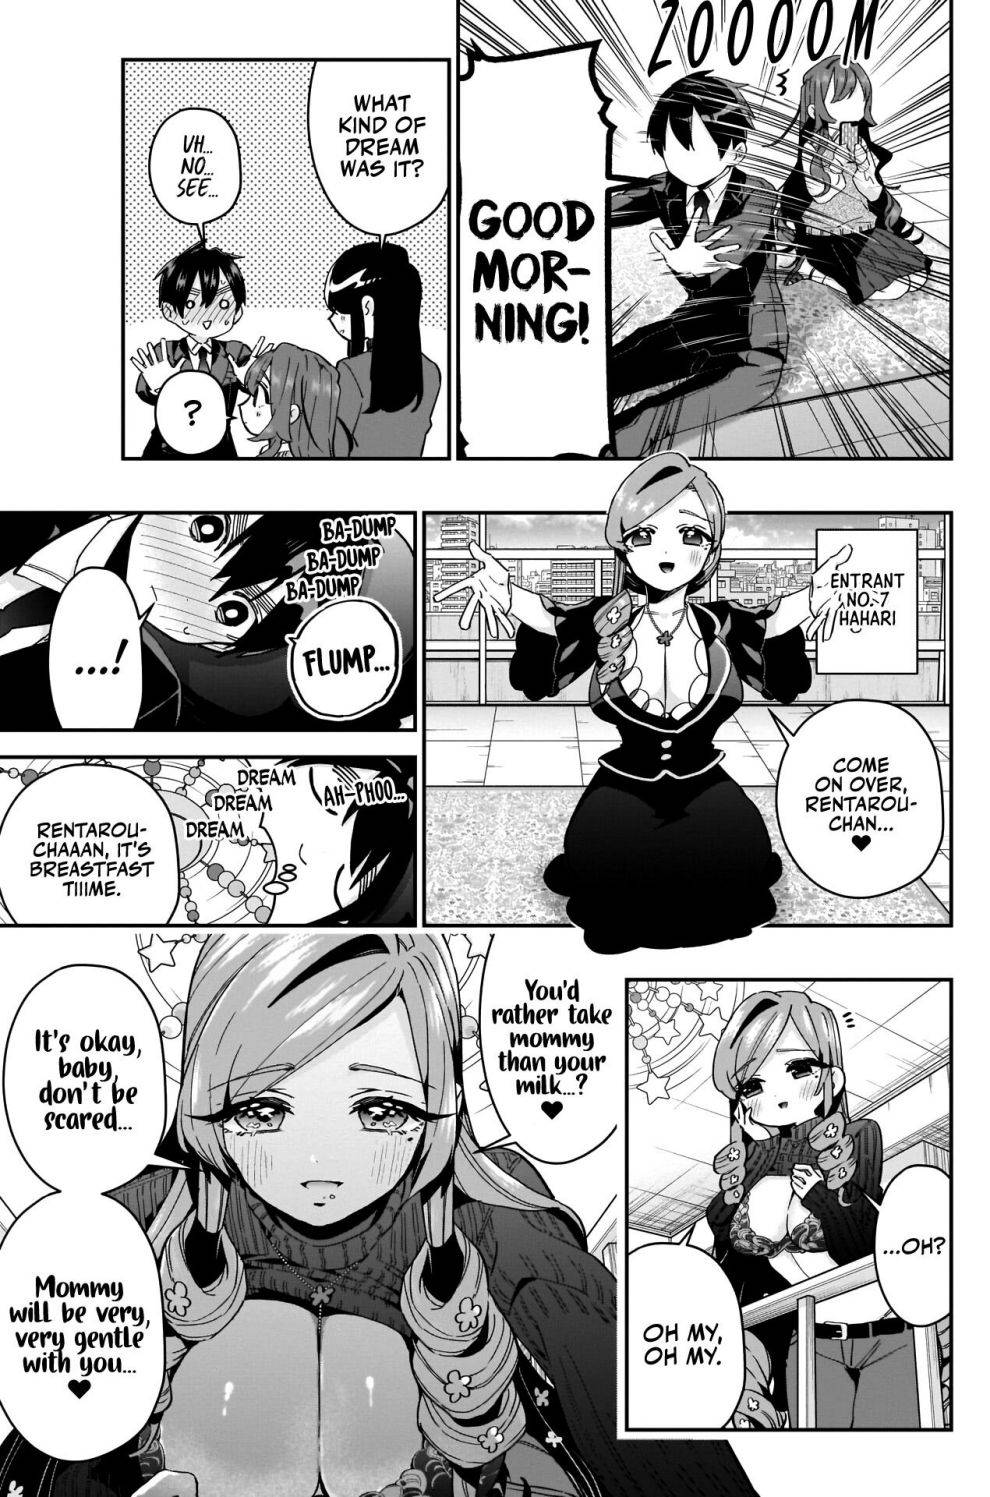 ZOOOOM
GOOD
MOR-
NING!
WHAT
KIND OF
DREAM
WAS IT?
UH...
NO...
SEE...
?
ENTRANT
NO. 7
HAHARI
COME
ON OVER,
RENTAROU-
CHAN...
♥
BA-DUMP
BA-DUMP
BA-DUMP
FLUMP...
....!
AH-PHOO...
DREAM
DREAM
DREAM
RENTAROU-
CHAAAN, IT'S
BREASTFAST
TIIIME.
...OH?
OH MY,
OH MY.
You'd
rather take
mommy
than your
milk...?
♥
It's okay,
baby,
don't be
scared...
Mommy
will be very,
very gentle
with you...
♥